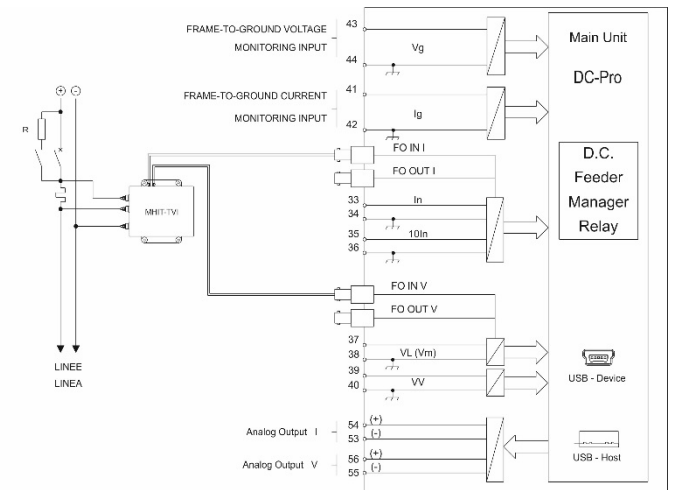 FRAME-TO-GROUND VOLTAGE
MONITORING INPUT
43
Vg
44
FRAME-TO-GROUND CURRENT
MONITORING INPUT
41
Ig
42
Main Unit
DC-Pro
D.C.
Feeder
Manager
Relay
+ -
R
MHIT-TVI
FO IN I
FO OUT I
33 In
34
35 10In
36
FO IN V
FO OUT V
37
38 VL (Vm)
39
40 VV
LINEE
LINEA
USB - Device
Analog Output I
54 (+)
53 (-)
Analog Output V
56 (+)
55 (-)
USB - Host